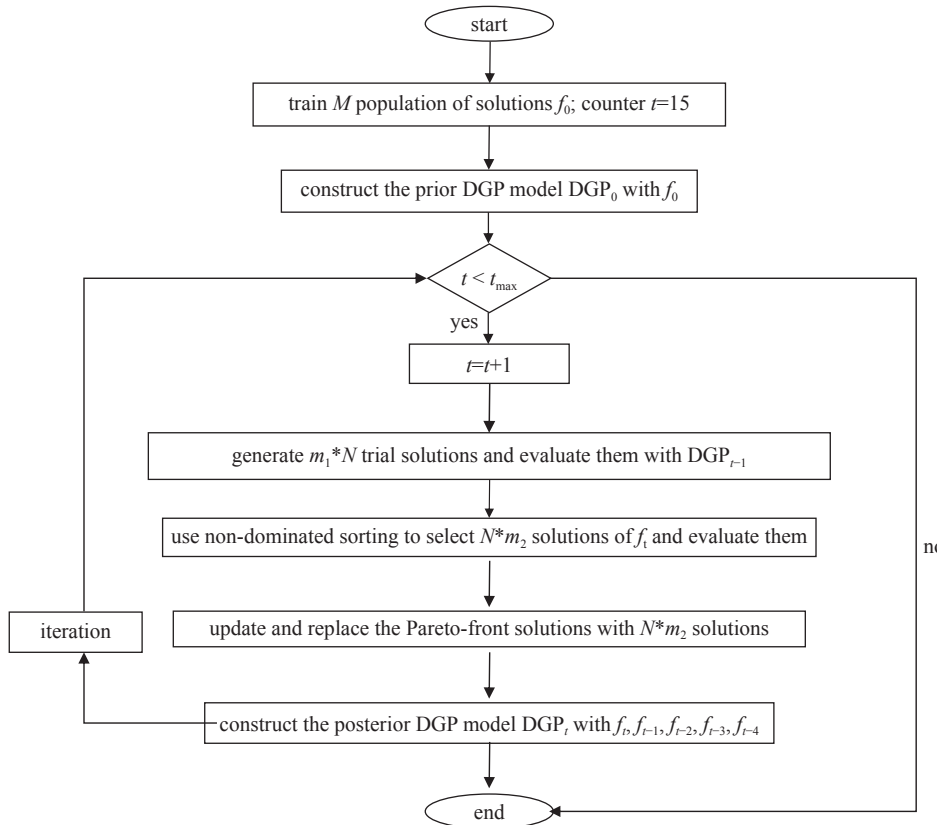 start
train M population of solutions f₀; counter t=15
construct the prior DGP model DGP₀ with f₀
t < tₘₐₓ
yes
t=t+1
generate m₁*N trial solutions and evaluate them with DGPₜ₋₁
use non-dominated sorting to select N*m₂ solutions of fₜ and evaluate them
no
iteration
update and replace the Pareto-front solutions with N*m₂ solutions
construct the posterior DGP model DGPₜ with fₜ, fₜ₋₁, fₜ₋₂, fₜ₋₃, fₜ₋₄
end